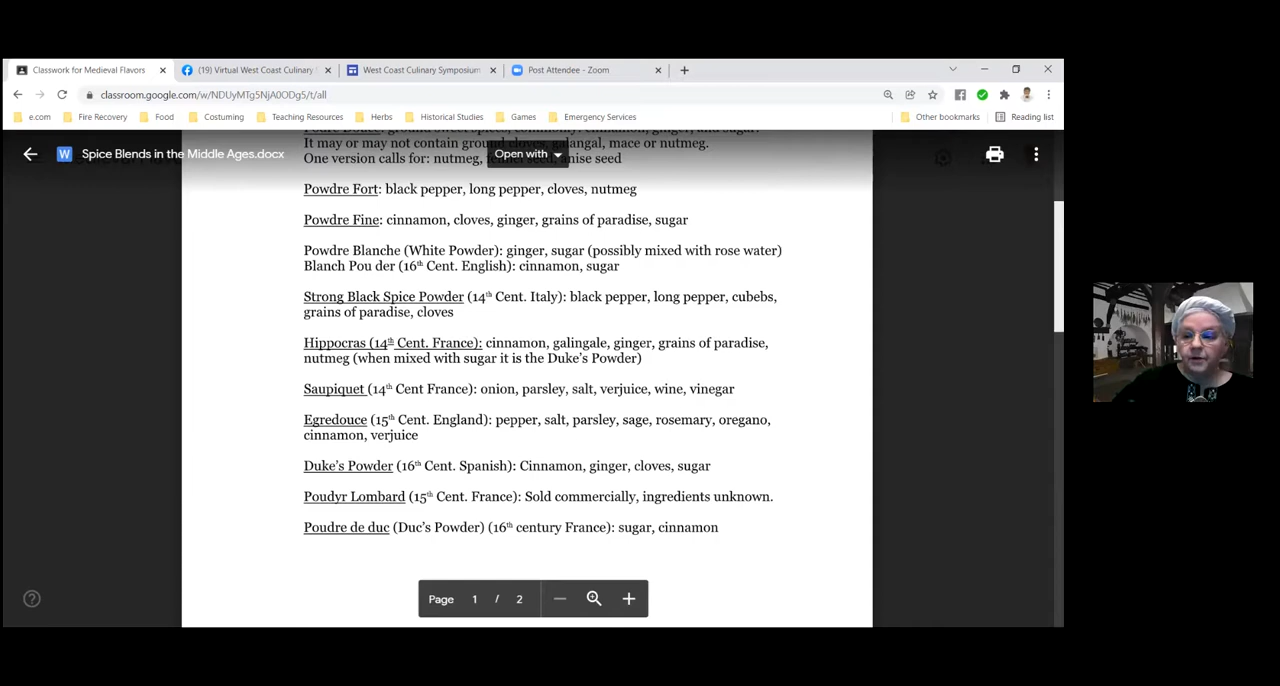 Classwork for Medieval Flavors
(19) Virtual West Coast Culinary
West Coast Culinary Symposium
Post Attendee - Zoom
classroom.google.com/w/NDUyMTg5NjA0ODg5/t/all
e.com Fire Recovery Food Costuming Teaching Resources Herbs Historical Studies Games Emergency Services Other bookmarks Reading list
W Spice Blends in the Middle Ages.docx
Open with
It may or may not contain ground cloves, galangal, mace or nutmeg.
One version calls for: nutmeg, fennel seed, anise seed
Powdre Fort: black pepper, long pepper, cloves, nutmeg
Powdre Fine: cinnamon, cloves, ginger, grains of paradise, sugar
Powdre Blanche (White Powder): ginger, sugar (possibly mixed with rose water)
Blanch Pou der (16th Cent. English): cinnamon, sugar
Strong Black Spice Powder (14th Cent. Italy): black pepper, long pepper, cubebs,
grains of paradise, cloves
Hippocras (14th Cent. France): cinnamon, galingale, ginger, grains of paradise,
nutmeg (when mixed with sugar it is the Duke's Powder)
Saupiquet (14th Cent France): onion, parsley, salt, verjuice, wine, vinegar
Egredouce (15th Cent. England): pepper, salt, parsley, sage, rosemary, oregano,
cinnamon, verjuice
Duke's Powder (16th Cent. Spanish): Cinnamon, ginger, cloves, sugar
Poudyr Lombard (15th Cent. France): Sold commercially, ingredients unknown.
Poudre de duc (Duc's Powder) (16th century France): sugar, cinnamon
Page 1 / 2